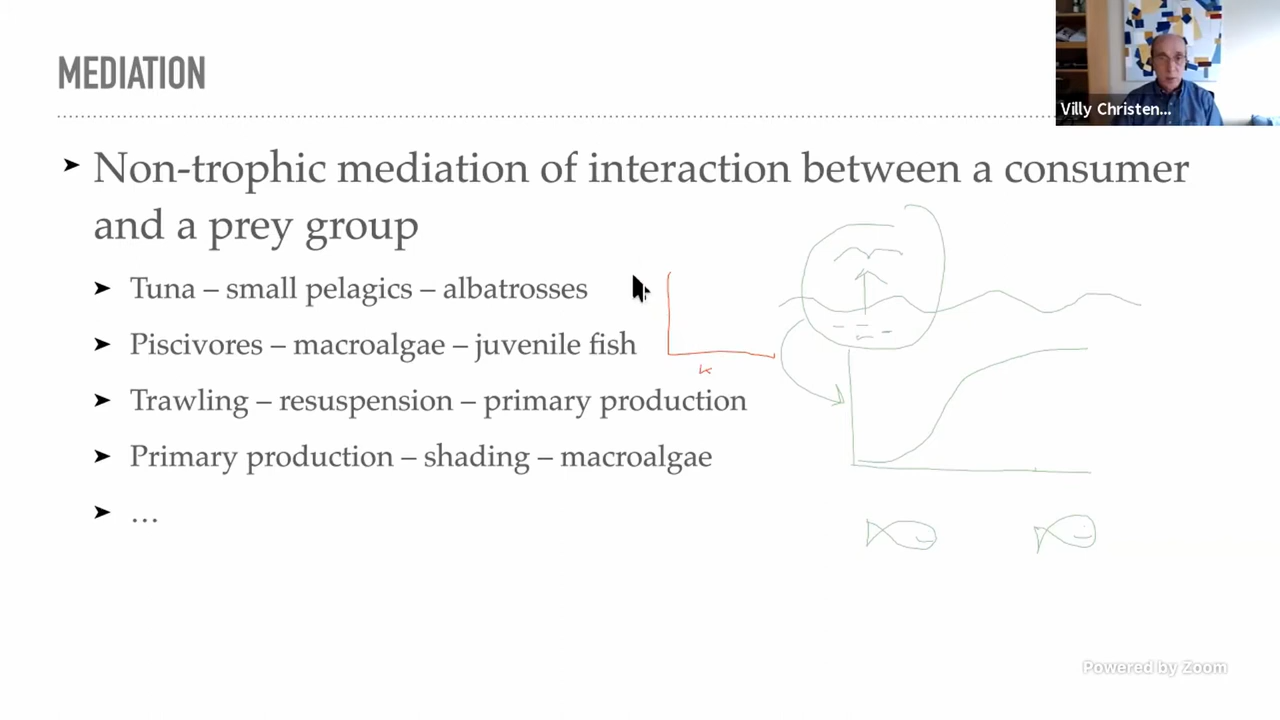 MEDIATION
Villy Christen...
➤ Non-trophic mediation of interaction between a consumer
and a prey group
➤ Tuna – small pelagics – albatrosses
➤ Piscivores – macroalgae – juvenile fish
➤ Trawling – resuspension – primary production
➤ Primary production – shading – macroalgae
➤ …
Powered by Zoom